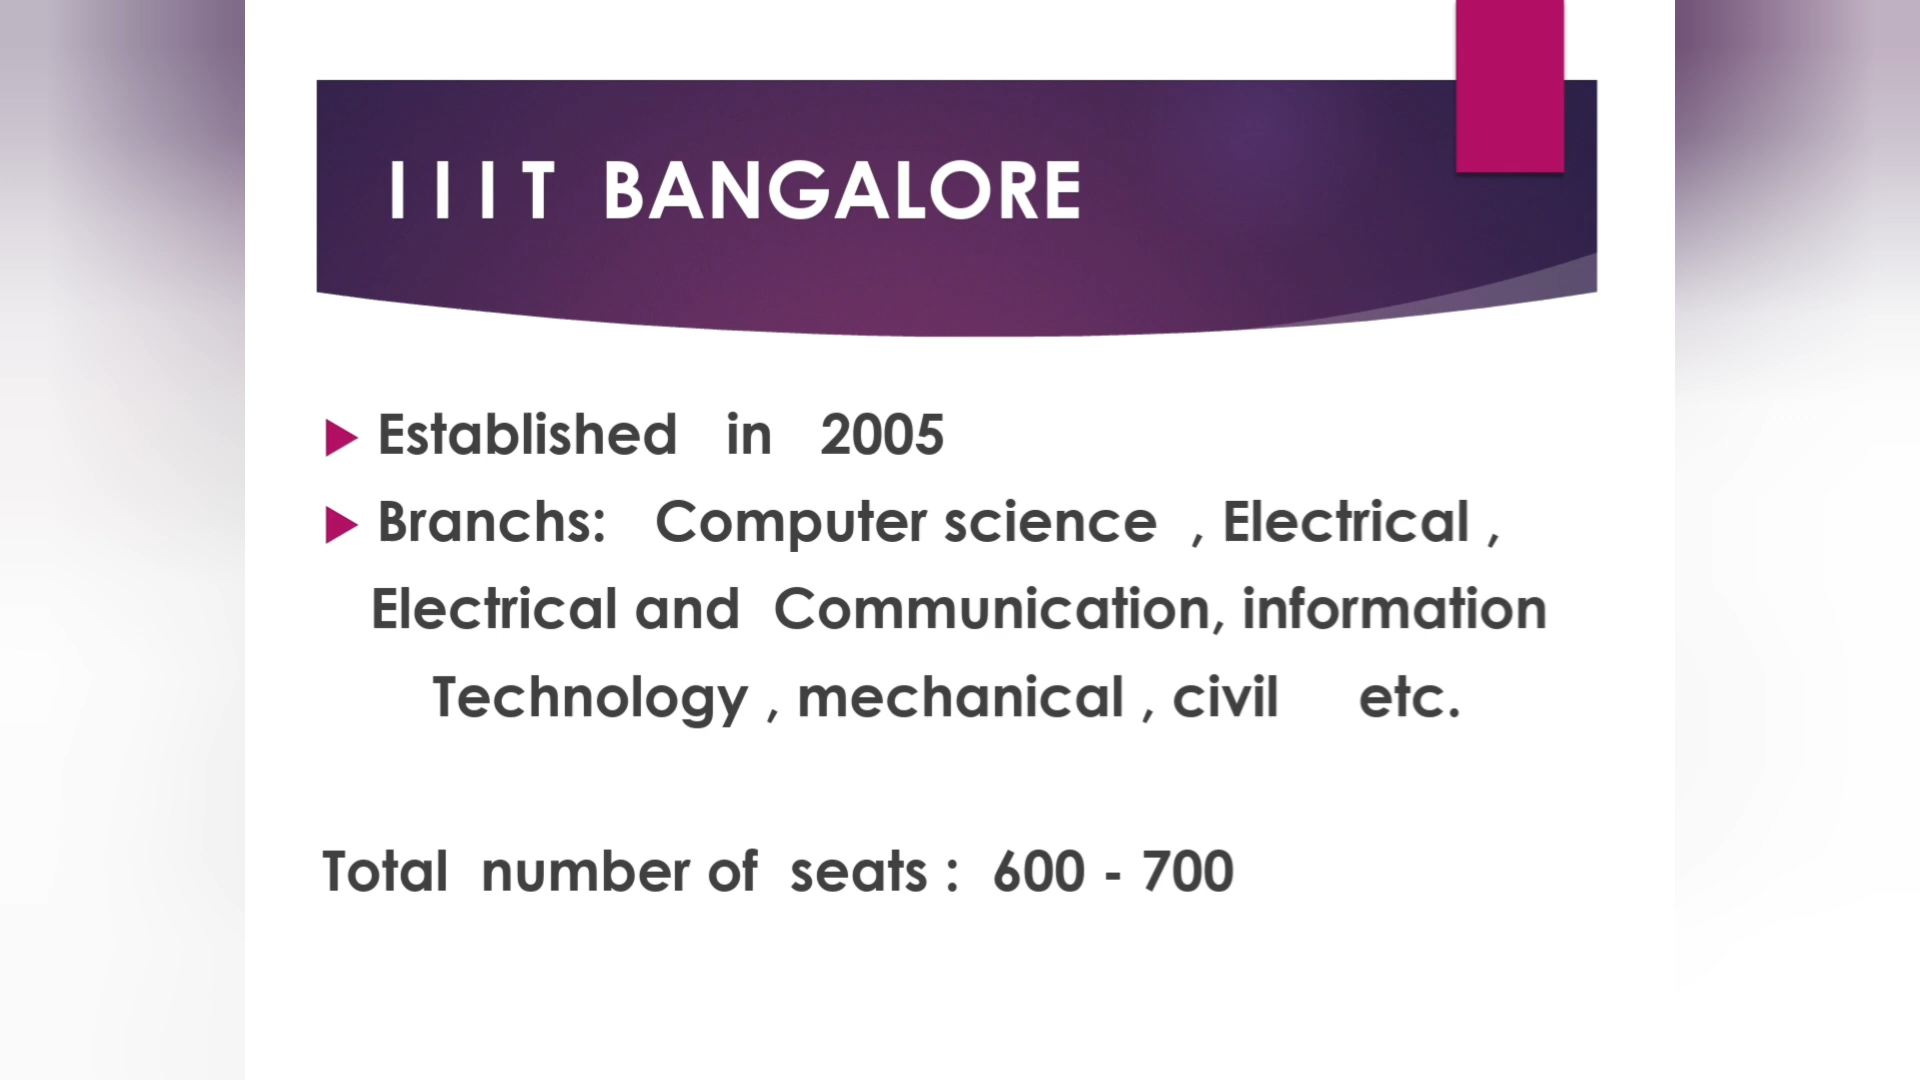 I I I T BANGALORE
Established in 2005
Branchs: Computer science , Electrical ,
Electrical and Communication, information
Technology , mechanical , civil etc.
Total number of seats : 600 - 700